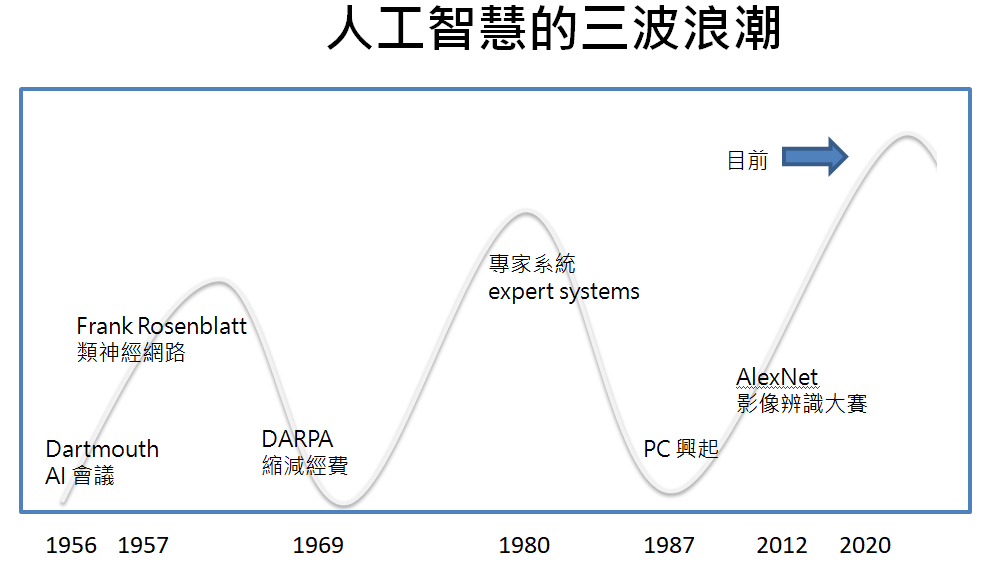 人工智慧的三波浪潮
目前
專家系統
expert systems
Frank Rosenblatt
類神經網路
AlexNet
影像辨識大賽
DARPA
縮減經費
Dartmouth
AI 會議
PC 興起
1956 1957 1969 1980 1987 2012 2020